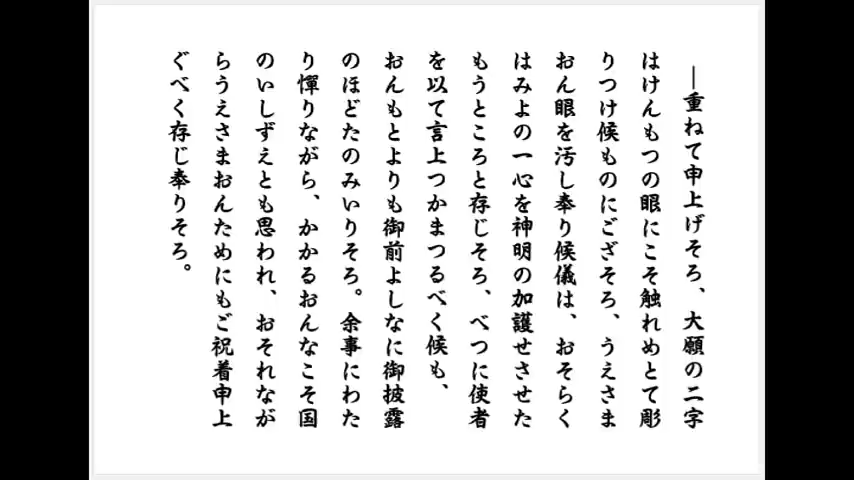 ―重ねて申上げそろ、大願の二字
はけんもつの眼にこそ触れめとて彫
りつけ候ものにござそろ、うえさま
おん眼を汚し奉り候儀は、おそらく
はみよの一心を神明の加護せさせた
もうところと存じそろ、べつに使者
を以て言上つかまつるべく候も、
おんもとよりも御前よしなに御披露
のほどたのみいりそろ。余事にわた
り憚りながら、かかるおんなこそ国
のいしずえとも思われ、おそれなが
らうえさまおんためにもご祝着申上
ぐべく存じ奉りそろ。